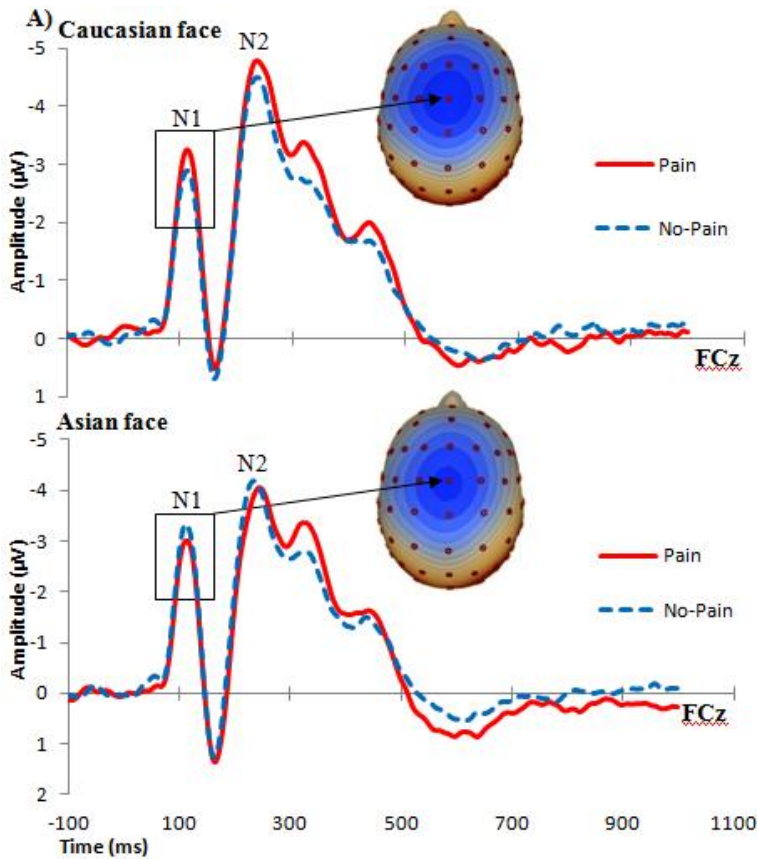 A)
Caucasian face
N2
N1
-5
-4
-3
-2
-1
0
1
Amplitude (µV)
Pain
No-Pain
FCz
Asian face
N2
N1
-5
-4
-3
-2
-1
0
1
2
Amplitude (µV)
Pain
No-Pain
FCz
-100 100 300 500 700 900 1100
Time (ms)